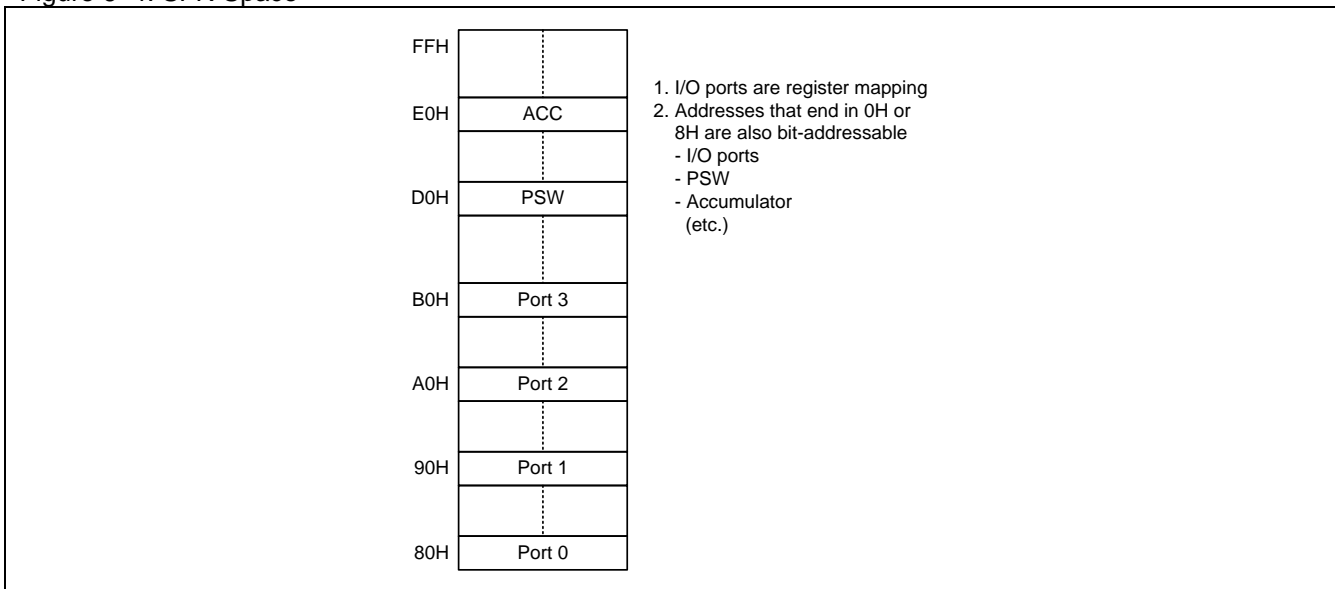 FFH
E0H ACC
D0H PSW
B0H Port 3
A0H Port 2
90H Port 1
80H Port 0
1. I/O ports are register mapping
2. Addresses that end in 0H or
8H are also bit-addressable
- I/O ports
- PSW
- Accumulator
(etc.)